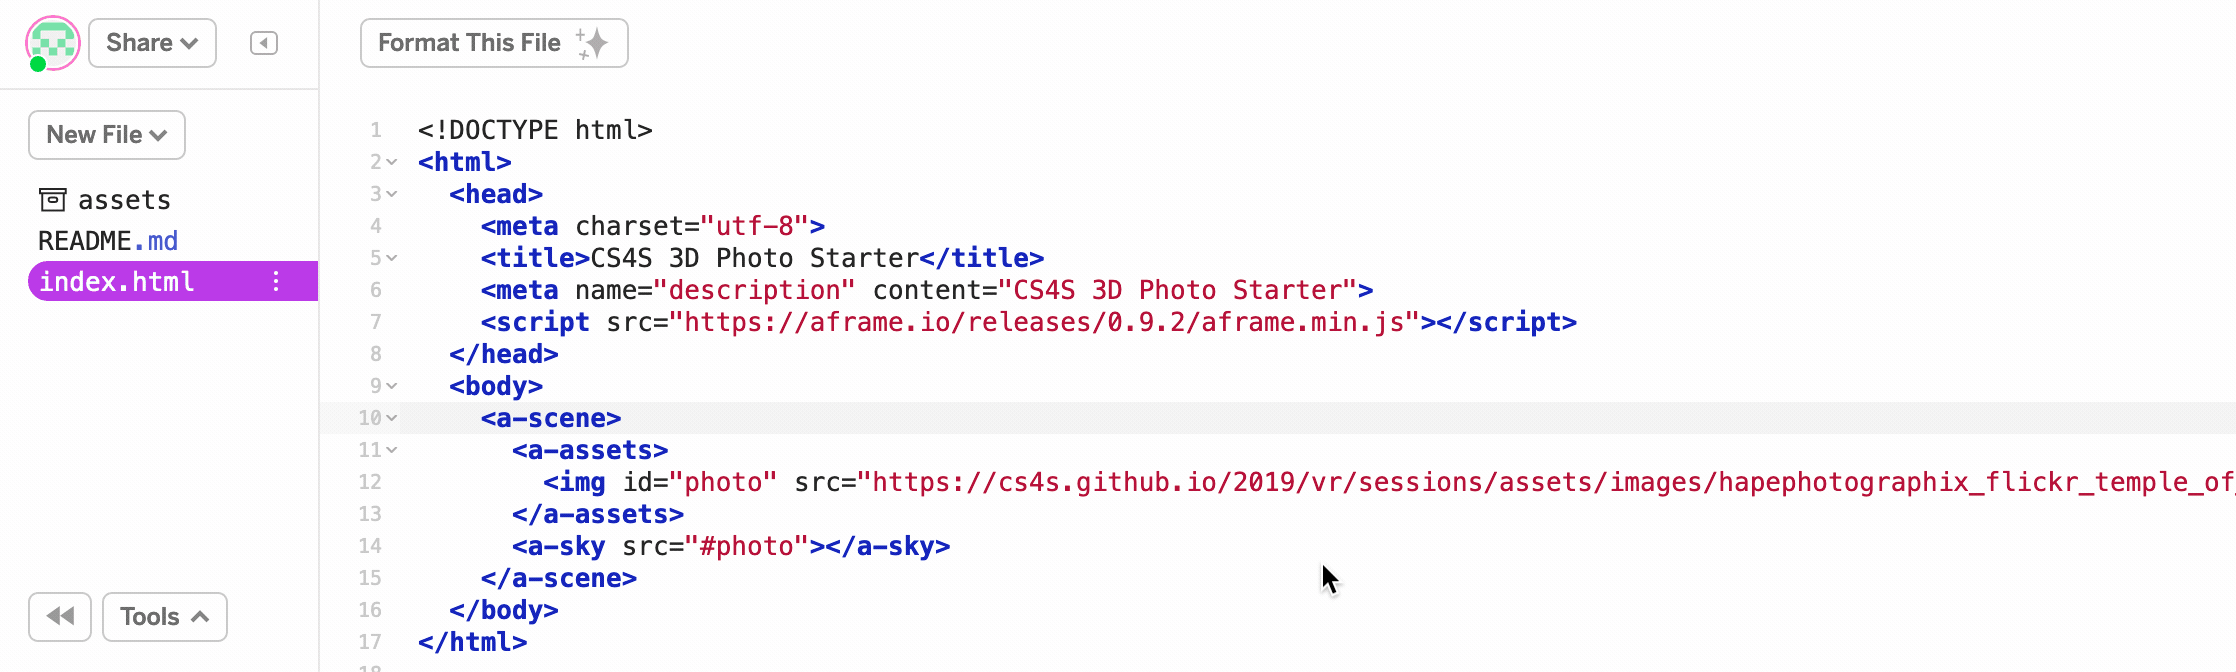 Share
Format This File
New File
assets
README.md
index.html
1 <!DOCTYPE html>
2 <html>
3 <head>
4 <meta charset="utf-8">
5 <title>CS4S 3D Photo Starter</title>
6 <meta name="description" content="CS4S 3D Photo Starter">
7 <script src="https://aframe.io/releases/0.9.2/aframe.min.js"></script>
8 </head>
9 <body>
10 <a-scene>
11 <a-assets>
12 <img id="photo" src="https://cs4s.github.io/2019/vr/sessions/assets/images/hapephotographix_flickr_temple_of_
13 </a-assets>
14 <a-sky src="#photo"></a-sky>
15 </a-scene>
16 </body>
17 </html>
18
Tools